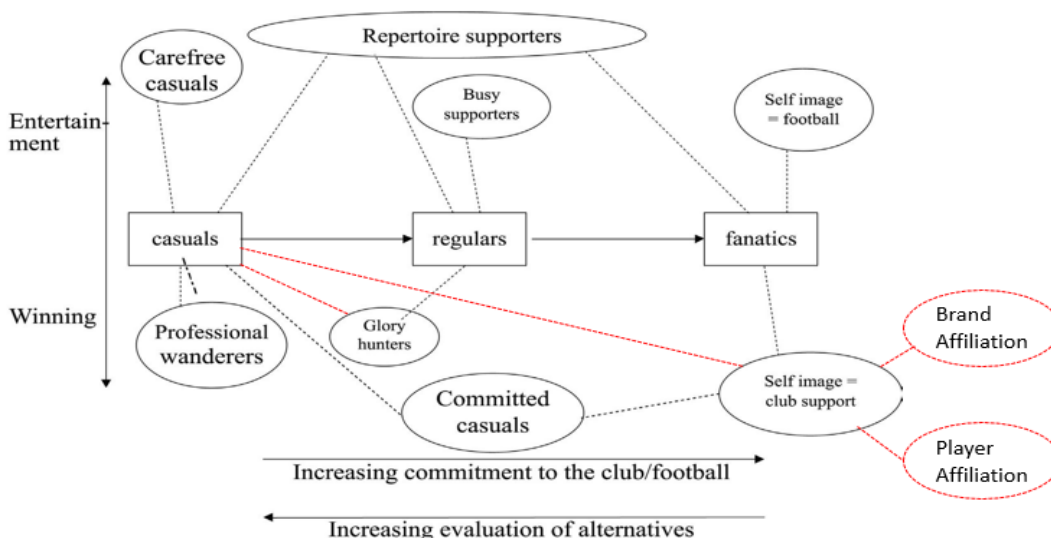 Repertoire supporters
Carefree
casuals
Busy
supporters
Self image
= football
Entertain-
ment
casuals
regulars
fanatics
Winning
Professional
wanderers
Glory
hunters
Brand
Affiliation
Committed
casuals
Self image =
club support
Player
Affiliation
Increasing commitment to the club/football
Increasing evaluation of alternatives